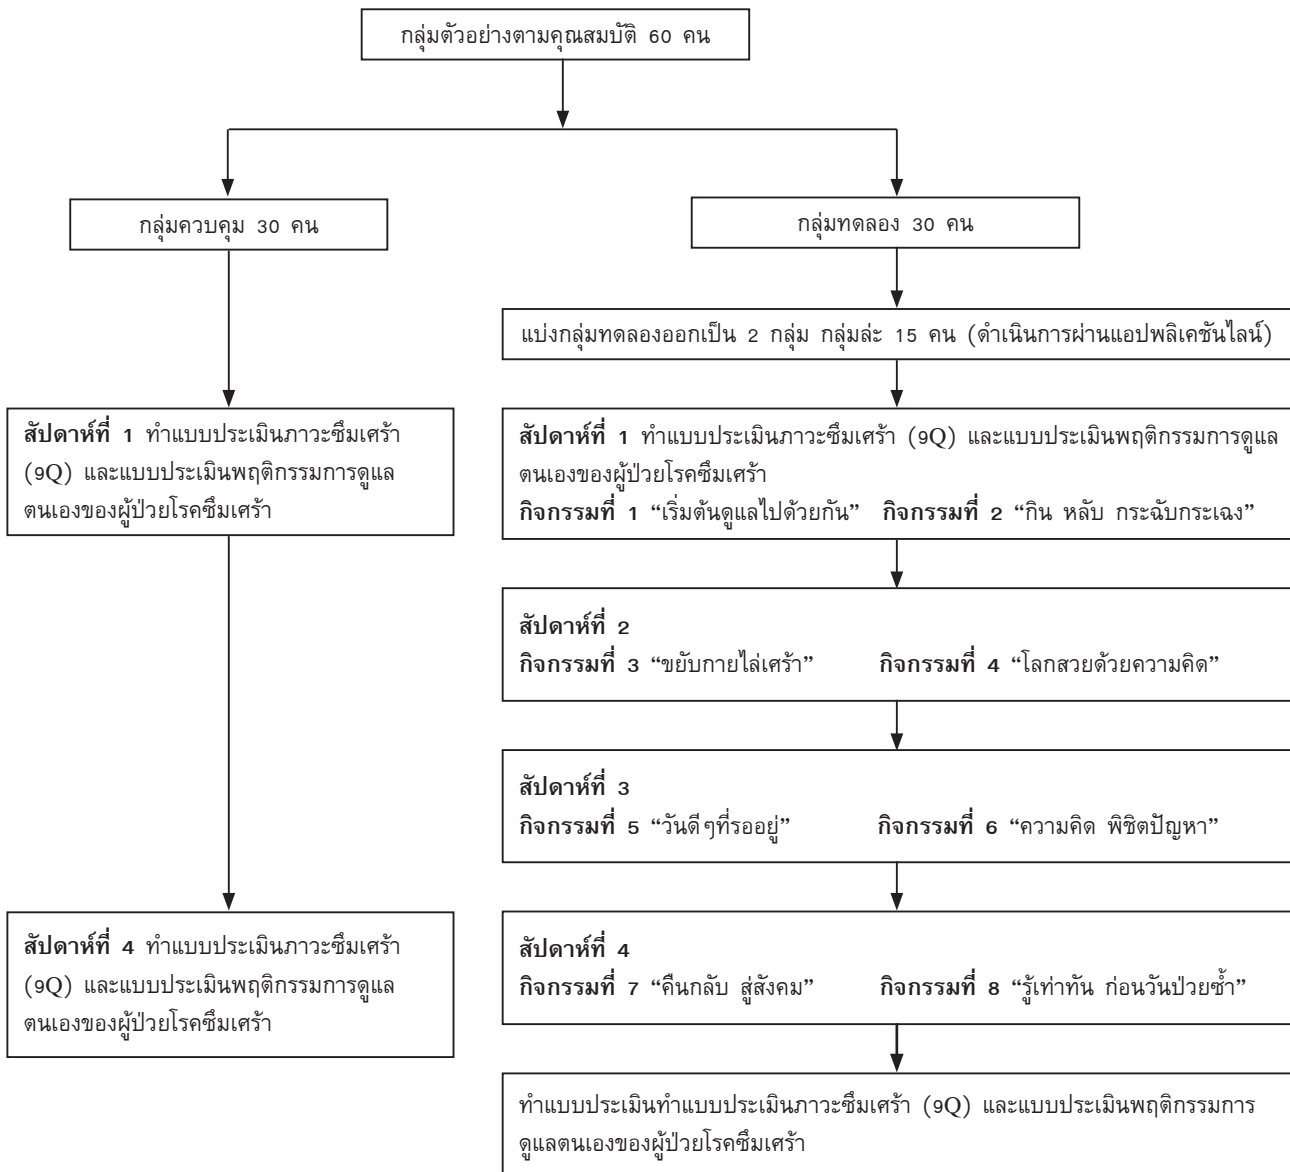 กลุ่มตัวอย่างตามคุณสมบัติ 60 คน
กลุ่มควบคุม 30 คน
กลุ่มทดลอง 30 คน
แบ่งกลุ่มทดลองออกเป็น 2 กลุ่ม กลุ่มล่ะ 15 คน (ดำเนินการผ่านแอปพลิเคชันไลน์)
สัปดาห์ที่ 1 ทำแบบประเมินภาวะซึมเศร้า
(9Q) และแบบประเมินพฤติกรรมการดูแล
ตนเองของผู้ป่วยโรคซึมเศร้า
สัปดาห์ที่ 1 ทำแบบประเมินภาวะซึมเศร้า (9Q) และแบบประเมินพฤติกรรมการดูแล
ตนเองของผู้ป่วยโรคซึมเศร้า
กิจกรรมที่ 1 “เริ่มต้นดูแลไปด้วยกัน” กิจกรรมที่ 2 “กิน หลับ กระฉับกระเฉง”
สัปดาห์ที่ 2
กิจกรรมที่ 3 “ขยับกายไล่เศร้า” กิจกรรมที่ 4 “โลกสวยด้วยความคิด”
สัปดาห์ที่ 3
กิจกรรมที่ 5 “วันดีๆที่รออยู่” กิจกรรมที่ 6 “ความคิด พิชิตปัญหา”
สัปดาห์ที่ 4 ทำแบบประเมินภาวะซึมเศร้า
(9Q) และแบบประเมินพฤติกรรมการดูแล
ตนเองของผู้ป่วยโรคซึมเศร้า
สัปดาห์ที่ 4
กิจกรรมที่ 7 “คืนกลับ สู่สังคม” กิจกรรมที่ 8 “รู้เท่าทัน ก่อนวันป่วยซ้ำ”
ทำแบบประเมินทำแบบประเมินภาวะซึมเศร้า (9Q) และแบบประเมินพฤติกรรมการ
ดูแลตนเองของผู้ป่วยโรคซึมเศร้า